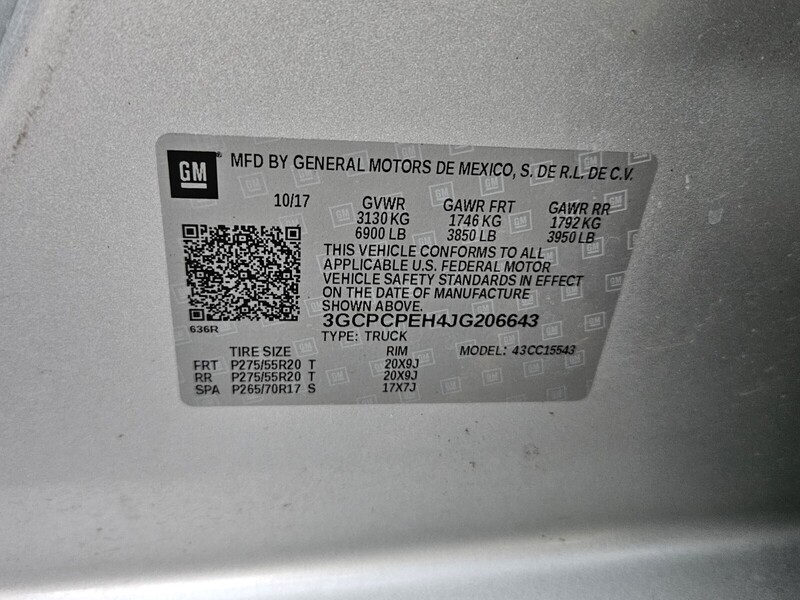 GM MFD BY GENERAL MOTORS DE MEXICO, S. DE R.L. DE C.V.
10/17 GVWR GAWR FRT GAWR RR
3130 KG 1746 KG 1792 KG
6900 LB 3850 LB 3950 LB
THIS VEHICLE CONFORMS TO ALL
APPLICABLE U.S. FEDERAL MOTOR
VEHICLE SAFETY STANDARDS IN EFFECT
ON THE DATE OF MANUFACTURE
SHOWN ABOVE.
3GCPCPEH4JG206643
636R
TYPE: TRUCK
TIRE SIZE RIM MODEL: 43CC15543
FRT P275/55R20 T 20X9J
RR P275/55R20 T 20X9J
SPA P265/70R17 S 17X7J